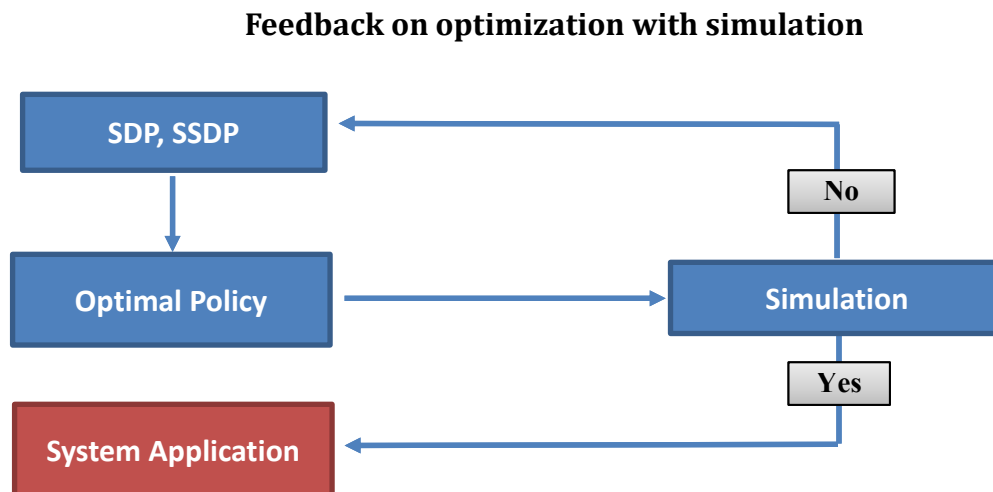 Feedback on optimization with simulation
SDP, SSDP
No
Optimal Policy
Simulation
Yes
System Application